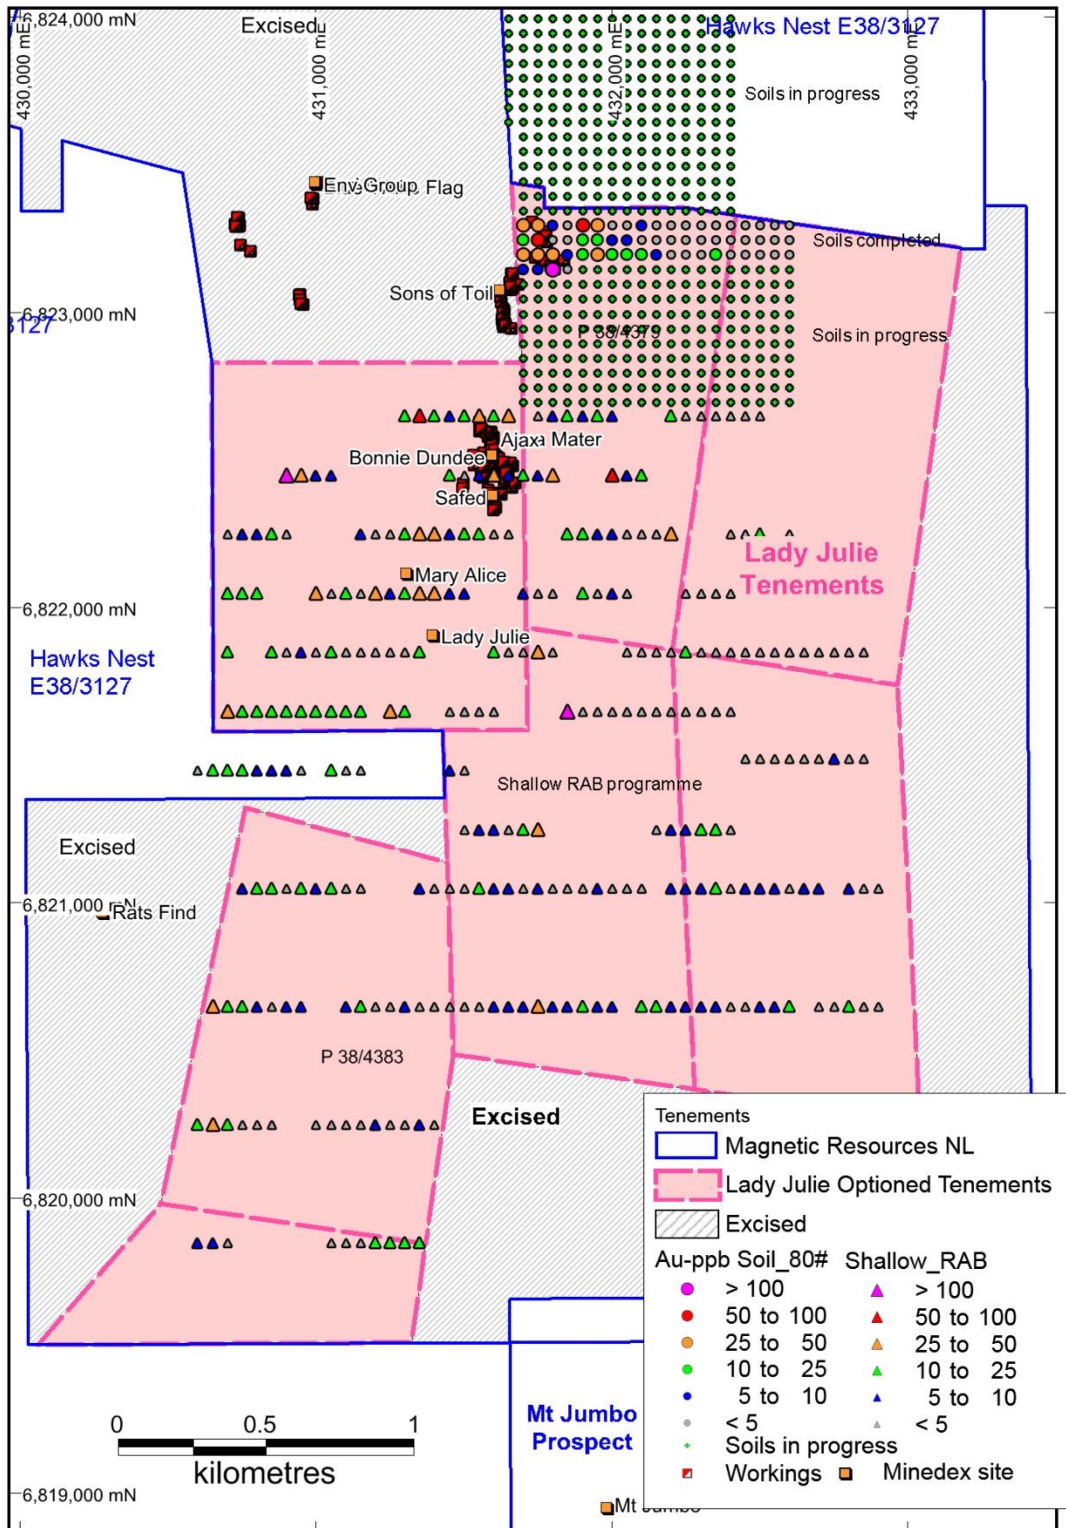 6,824,000 mN
430,000 mE
Excised
431,000 mE
432,000 mE
Hawks Nest E38/3127
433,000 mE
Soils in progress
Env Group
Flag
Soils completed
Sons of Toil
6,823,000 mN
3127
P 38/4379
Soils in progress
Ajax
a Mater
Bonnie Dundee
Safed
Lady Julie
Tenements
Mary Alice
6,822,000 mN
Lady Julie
Hawks Nest
E38/3127
Shallow RAB programme
Excised
6,821,000 mN
Rats Find
P 38/4383
Excised
6,820,000 mN
Tenements
Magnetic Resources NL
Lady Julie Optioned Tenements
Excised
Au-ppb Soil_80# Shallow_RAB
> 100 > 100
50 to 100 50 to 100
25 to 50 25 to 50
10 to 25 10 to 25
5 to 10 5 to 10
< 5 < 5
Soils in progress
Workings Minedex site
0 0.5 1
kilometres
Mt Jumbo
Prospect
6,819,000 mN
Mt Jumbo